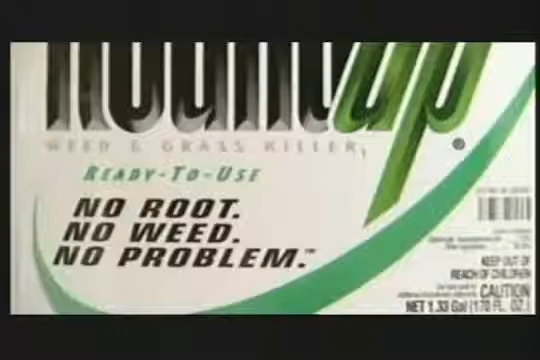 Roundup®
WEED & GRASS KILLER
READY-TO-USE
NO ROOT.
NO WEED.
NO PROBLEM.™
KEEP OUT OF
REACH OF CHILDREN
CAUTION
NET 1.33 Gal (170 FL. OZ.)